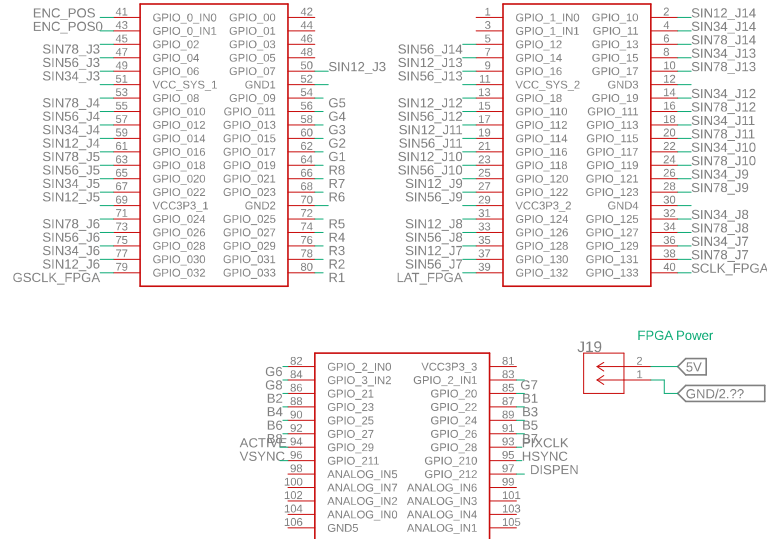 ENC_POS 41 GPIO_0_IN0 GPIO_00 42
ENC_POS0 43 GPIO_0_IN1 GPIO_01 44
45 GPIO_02 GPIO_03 46
SIN78_J3 47 GPIO_04 GPIO_05 48
SIN56_J3 49 GPIO_06 GPIO_07 50 SIN12_J3
SIN34_J3 51 VCC_SYS_1 GND1 52
53 GPIO_08 GPIO_09 54
SIN78_J4 55 GPIO_010 GPIO_011 56 G5
SIN56_J4 57 GPIO_012 GPIO_013 58 G4
SIN34_J4 59 GPIO_014 GPIO_015 60 G3
SIN12_J4 61 GPIO_016 GPIO_017 62 G2
SIN78_J5 63 GPIO_018 GPIO_019 64 G1
SIN56_J5 65 GPIO_020 GPIO_021 66 R8
SIN34_J5 67 GPIO_022 GPIO_023 68 R7
SIN12_J5 69 VCC3P3_1 GND2 70 R6
71 GPIO_024 GPIO_025 72
SIN78_J6 73 GPIO_026 GPIO_027 74 R5
SIN56_J6 75 GPIO_028 GPIO_029 76 R4
SIN34_J6 77 GPIO_030 GPIO_031 78 R3
SIN12_J6 79 GPIO_032 GPIO_033 80 R2
GSCLK_FPGA R1
1 GPIO_1_IN0 GPIO_10 2 SIN12_J14
3 GPIO_1_IN1 GPIO_11 4 SIN34_J14
5 GPIO_12 GPIO_13 6 SIN78_J14
SIN56_J14 7 GPIO_14 GPIO_15 8 SIN34_J13
SIN12_J13 9 GPIO_16 GPIO_17 10 SIN78_J13
SIN56_J13 11 VCC_SYS_2 GND3 12
13 GPIO_18 GPIO_19 14 SIN34_J12
SIN12_J12 15 GPIO_110 GPIO_111 16 SIN78_J12
SIN56_J12 17 GPIO_112 GPIO_113 18 SIN34_J11
SIN12_J11 19 GPIO_114 GPIO_115 20 SIN78_J11
SIN56_J11 21 GPIO_116 GPIO_117 22 SIN34_J10
SIN12_J10 23 GPIO_118 GPIO_119 24 SIN78_J10
SIN56_J10 25 GPIO_120 GPIO_121 26 SIN34_J9
SIN12_J9 27 GPIO_122 GPIO_123 28 SIN78_J9
SIN56_J9 29 VCC3P3_2 GND4 30
31 GPIO_124 GPIO_125 32 SIN34_J8
SIN12_J8 33 GPIO_126 GPIO_127 34 SIN78_J8
SIN56_J8 35 GPIO_128 GPIO_129 36 SIN34_J7
SIN12_J7 37 GPIO_130 GPIO_131 38 SIN78_J7
SIN56_J7 39 GPIO_132 GPIO_133 40 SCLK_FPGA
LAT_FPGA
82 GPIO_2_IN0 VCC3P3_3 81
G6 84 GPIO_3_IN2 GPIO_2_IN1 83
G8 86 GPIO_21 GPIO_20 85 G7
B2 88 GPIO_23 GPIO_22 87 B1
B4 90 GPIO_25 GPIO_24 89 B3
B6 92 GPIO_27 GPIO_26 91 B5
B8 B7
ACTIVE 94 GPIO_29 GPIO_28 93 PIXCLK
VSYNC 96 GPIO_211 GPIO_210 95 HSYNC
98 ANALOG_IN5 GPIO_212 97 DISPEN
100 ANALOG_IN7 ANALOG_IN6 99
102 ANALOG_IN2 ANALOG_IN3 101
104 ANALOG_IN0 ANALOG_IN4 103
106 GND5 ANALOG_IN1 105
FPGA Power
J19
2 5V
1 GND/2.??